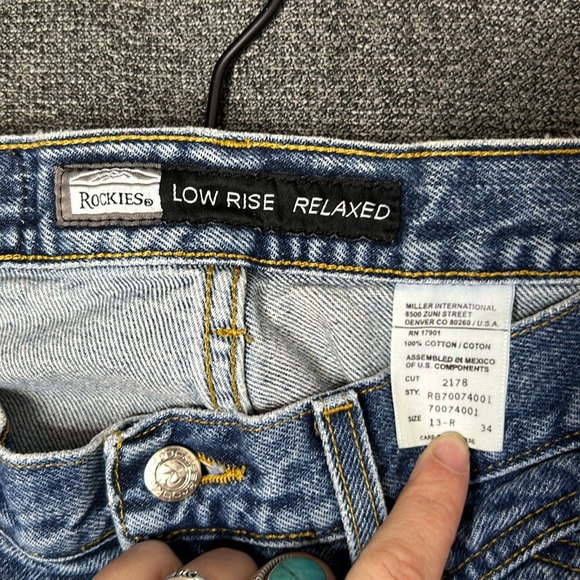 ROCKIES® LOW RISE RELAXED
MILLER INTERNATIONAL
8500 ZUNI STREET
DENVER CO 80260 / U.S.A.
RN 17901
100% COTTON / COTON
ASSEMBLED IN MEXICO
OF U.S. COMPONENTS
CUT 2178
STY. RB70074001
70074001
SIZE 13-R 34